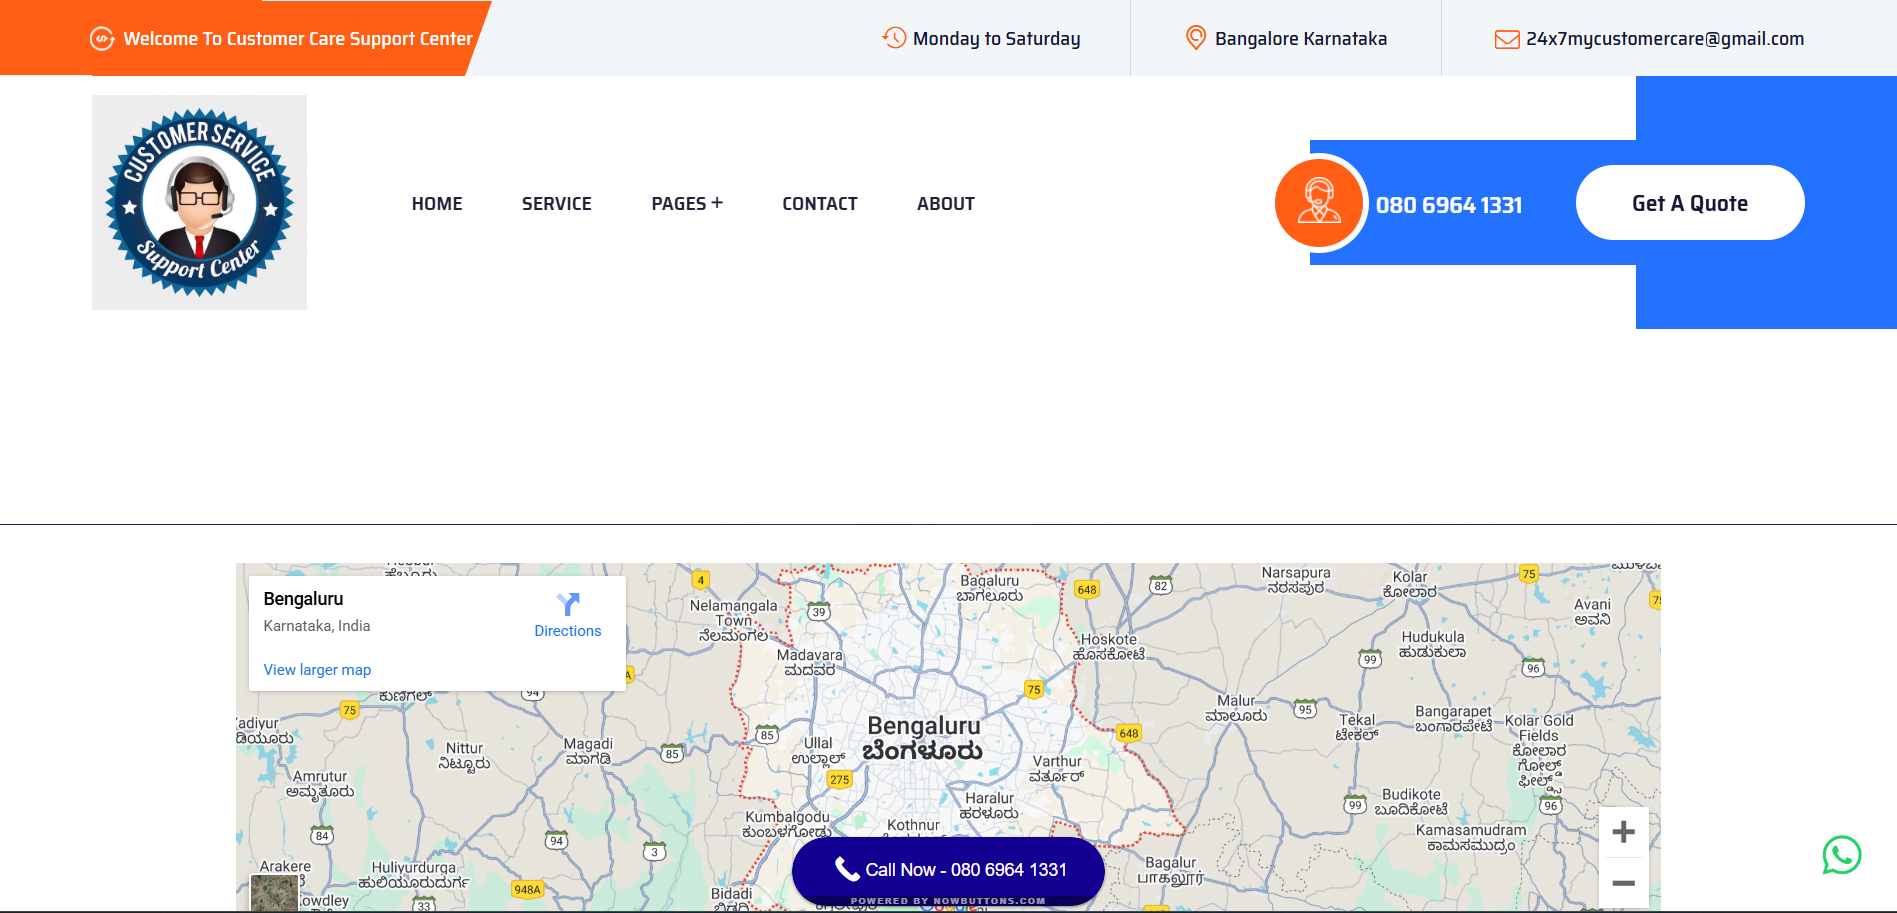 Welcome To Customer Care Support Center
Monday to Saturday
Bangalore Karnataka
24x7mycustomercare@gmail.com
CUSTOMER SERVICE
Support Center
HOME
SERVICE
PAGES +
CONTACT
ABOUT
080 6964 1331
Get A Quote
Bengaluru
Karnataka, India
Directions
View larger map
ಕುಣಿಗಲ್
4
Nelamangala
Town
ನೆಲಮಂಗಲ
39
Bagaluru
ಬಾಗಲೂರು
648
82
Narsapura
ನರಸಪುರ
Kolar
ಕೋಲಾರ
75
Avani
ಅವನಿ
Madavara
ಮದವರ
Hoskote
ಹೊಸಕೋಟೆ
Hudukula
ಹುಡುಕುಲಾ
99
96
94
75
75
Malur
ಮಾಲೂರು
95
Tekal
ಟೇಕಲ್
Bangarapet
ಬಂಗಾರಪೇಟೆ
Kolar Gold
Fields
ಕೋಲಾರ
ಗೋಲ್ಡ್
ಫೀಲ್ಡ್ಸ್
Bengaluru
ಬೆಂಗಳೂರು
85
648
Nittur
ನಿಟ್ಟೂರು
Magadi
ಮಾಗಡಿ
85
Ullal
ಉಲ್ಲಾಳ್
275
Varthur
ವರ್ತೂರ್
Amrutur
ಅಮೃತೂರು
Haralur
ಹರಳೂರು
Budikote
ಬೂದಿಕೋಟೆ
99
96
Kumbalgodu
ಕುಂಬಳಗೋಡು
Kothnur
Kamasamudram
ಕಾಮಸಮುದ್ರಂ
84
94
3
Arakere
Huliyurdurga
ಹುಲಿಯೂರುದುರ್ಗ
948A
33
Bidadi
ಬಿಡದಿ
Bagalur
ಬಾಗಲೂರ
Call Now - 080 6964 1331
POWERED BY NOWBUTTONS.COM